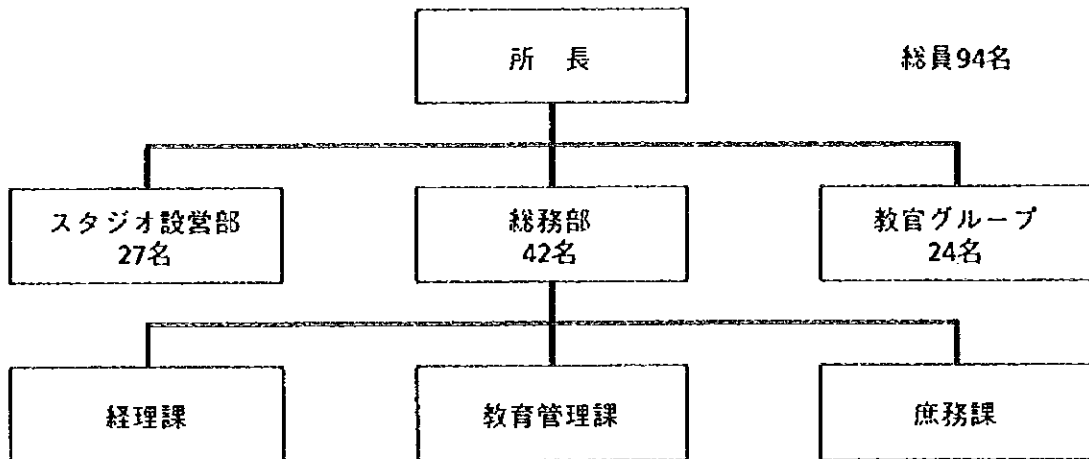 所 長
総員94名
スタジオ設営部
27名
総務部
42名
教官グループ
24名
経理課
教育管理課
庶務課